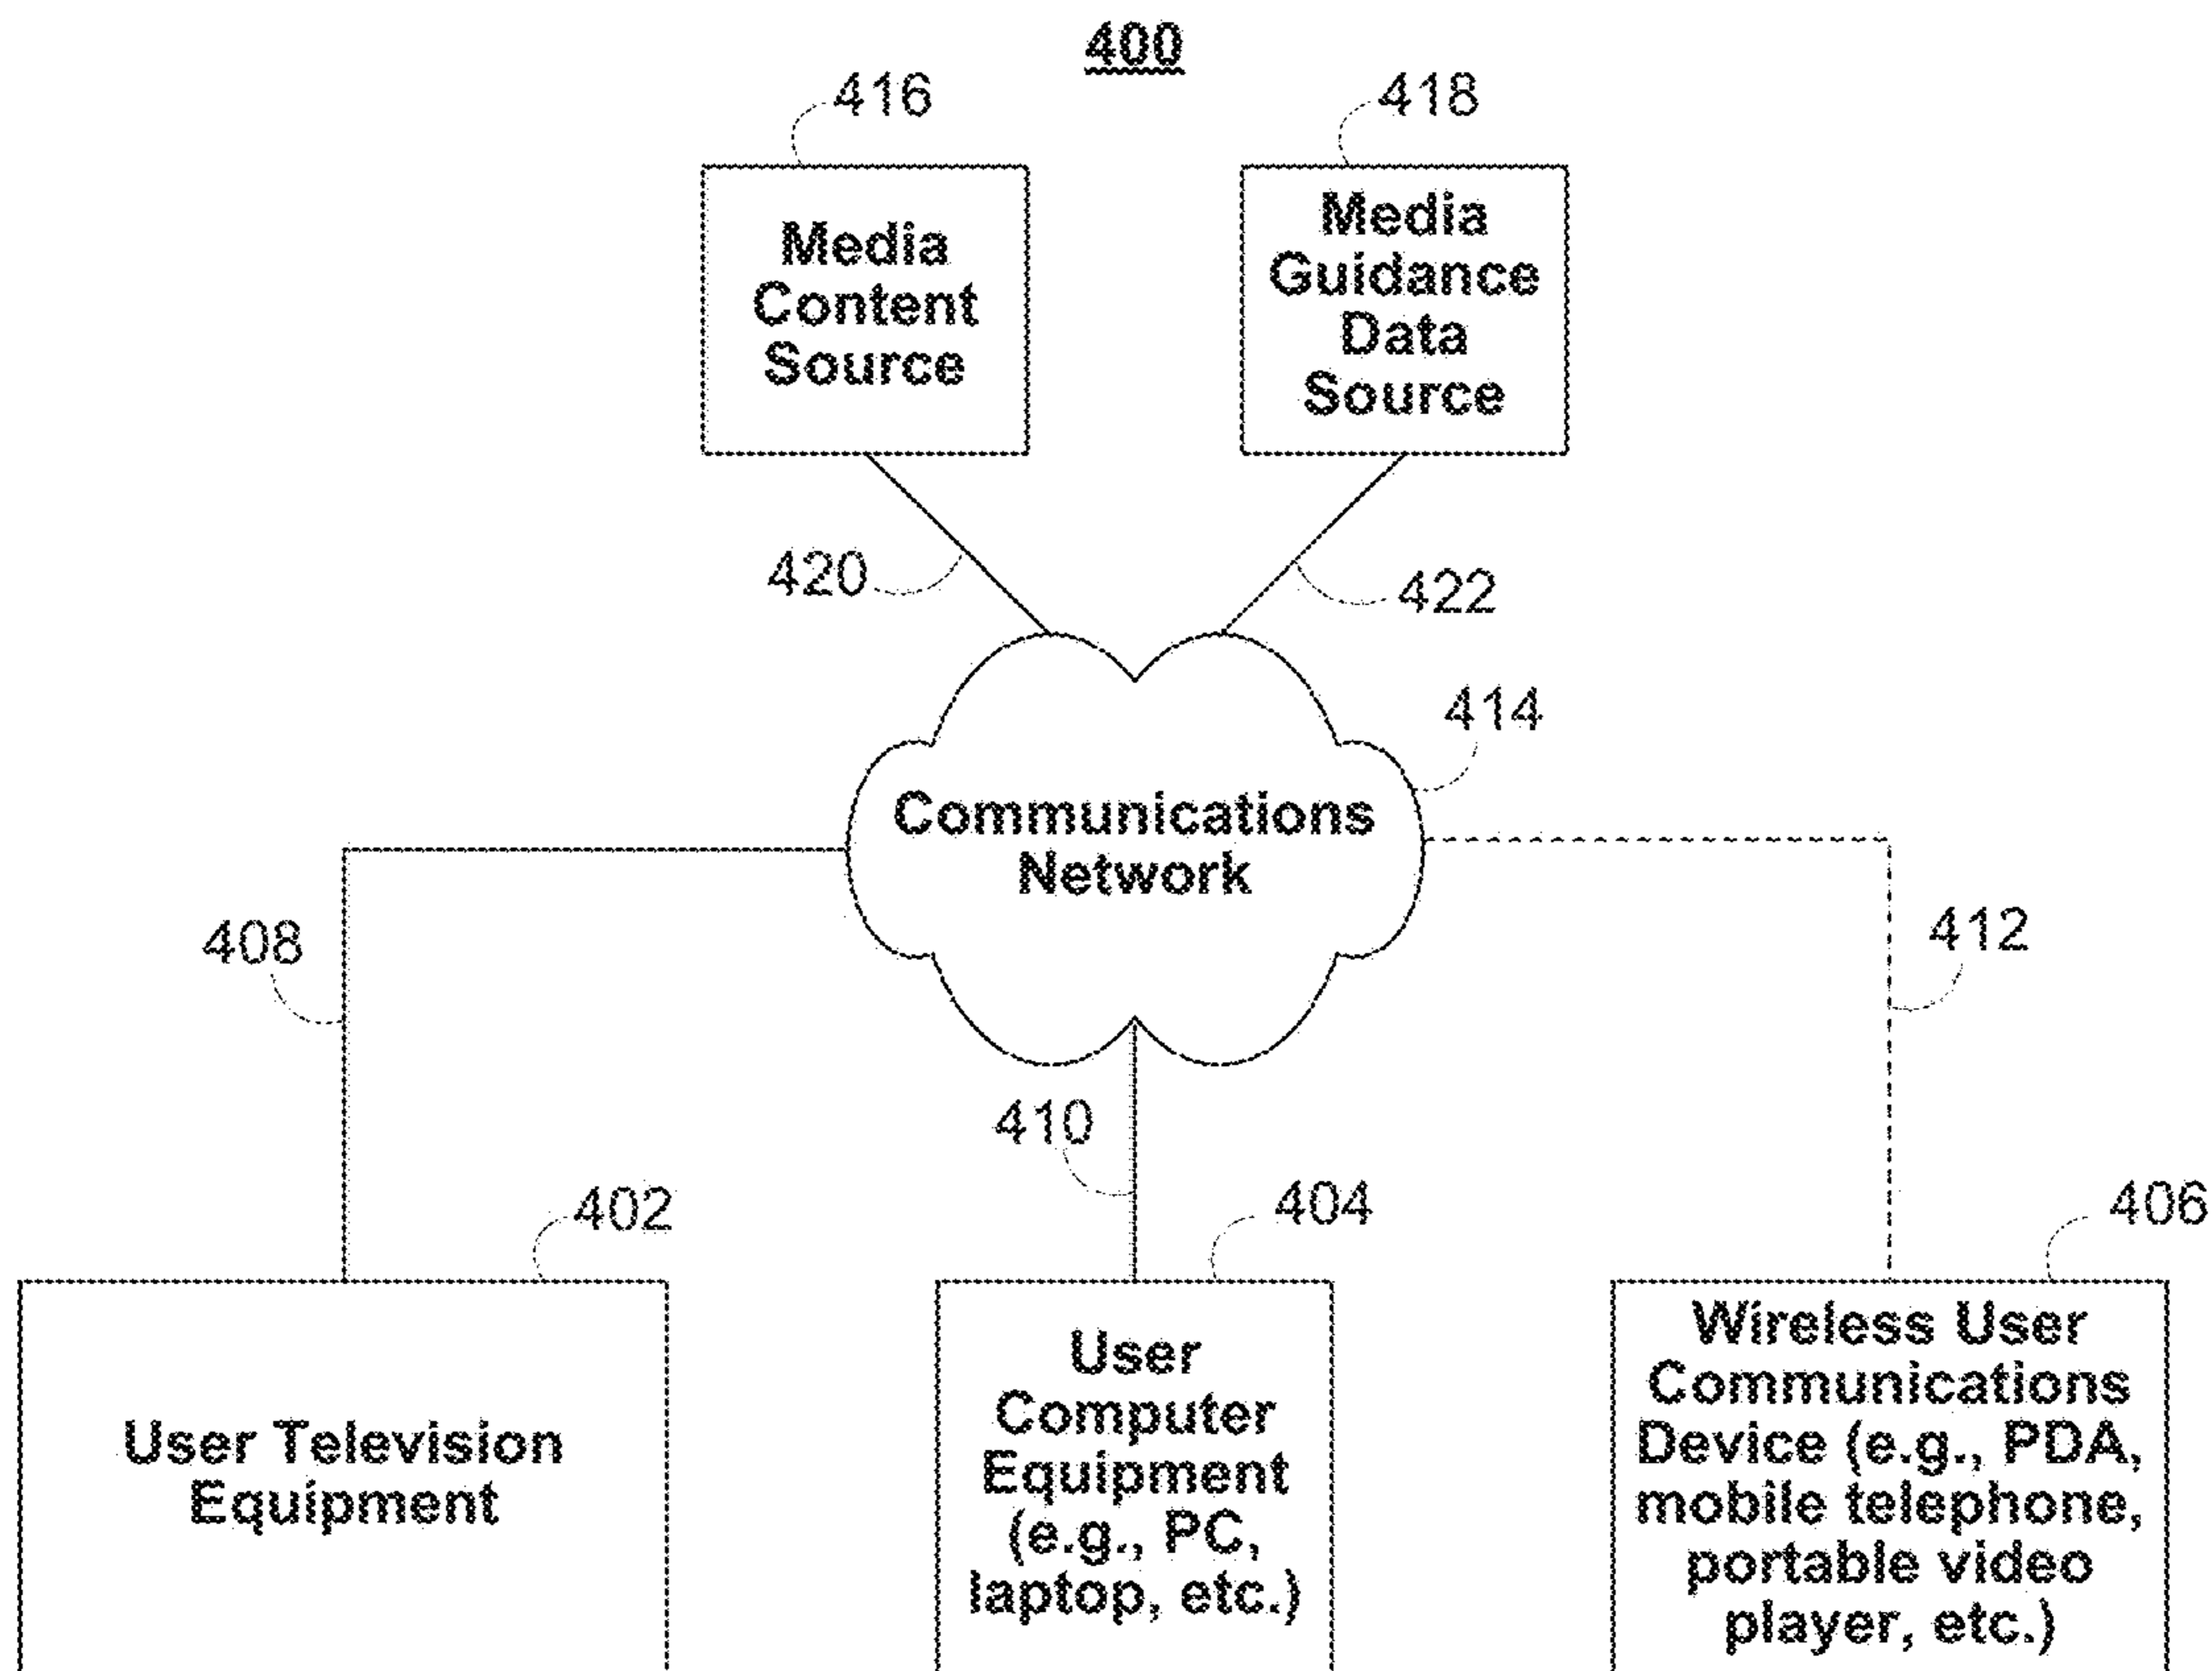 400
416
418
Media
Content
Source
Media
Guidance
Data
Source
420
422
414
Communications
Network
408
412
410
402
404
406
User Television
Equipment
User
Computer
Equipment
(e.g., PC,
laptop, etc.)
Wireless User
Communications
Device (e.g., PDA,
mobile telephone,
portable video
player, etc.)